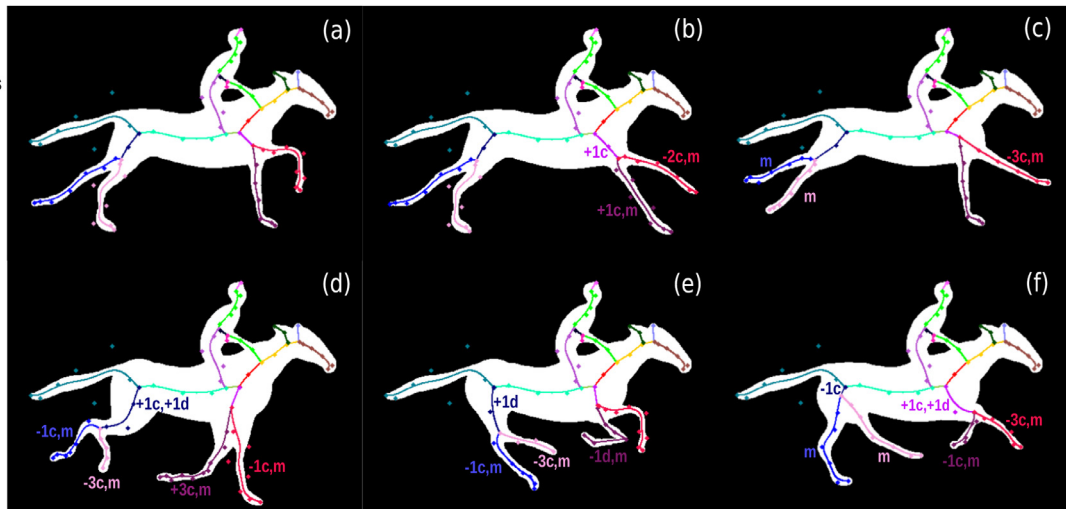 (a)
(b)
(c)
s
+1c
-2c,m
+1c,m
m
m
-3c,m
(d)
(e)
(f)
+1c,+1d
-1c,m
-3c,m
+3c,m
-1c,m
+1d
-1c,m
-3c,m
-1d,m
-1c
+1c,+1d
-3c,m
m
m
-1c,m